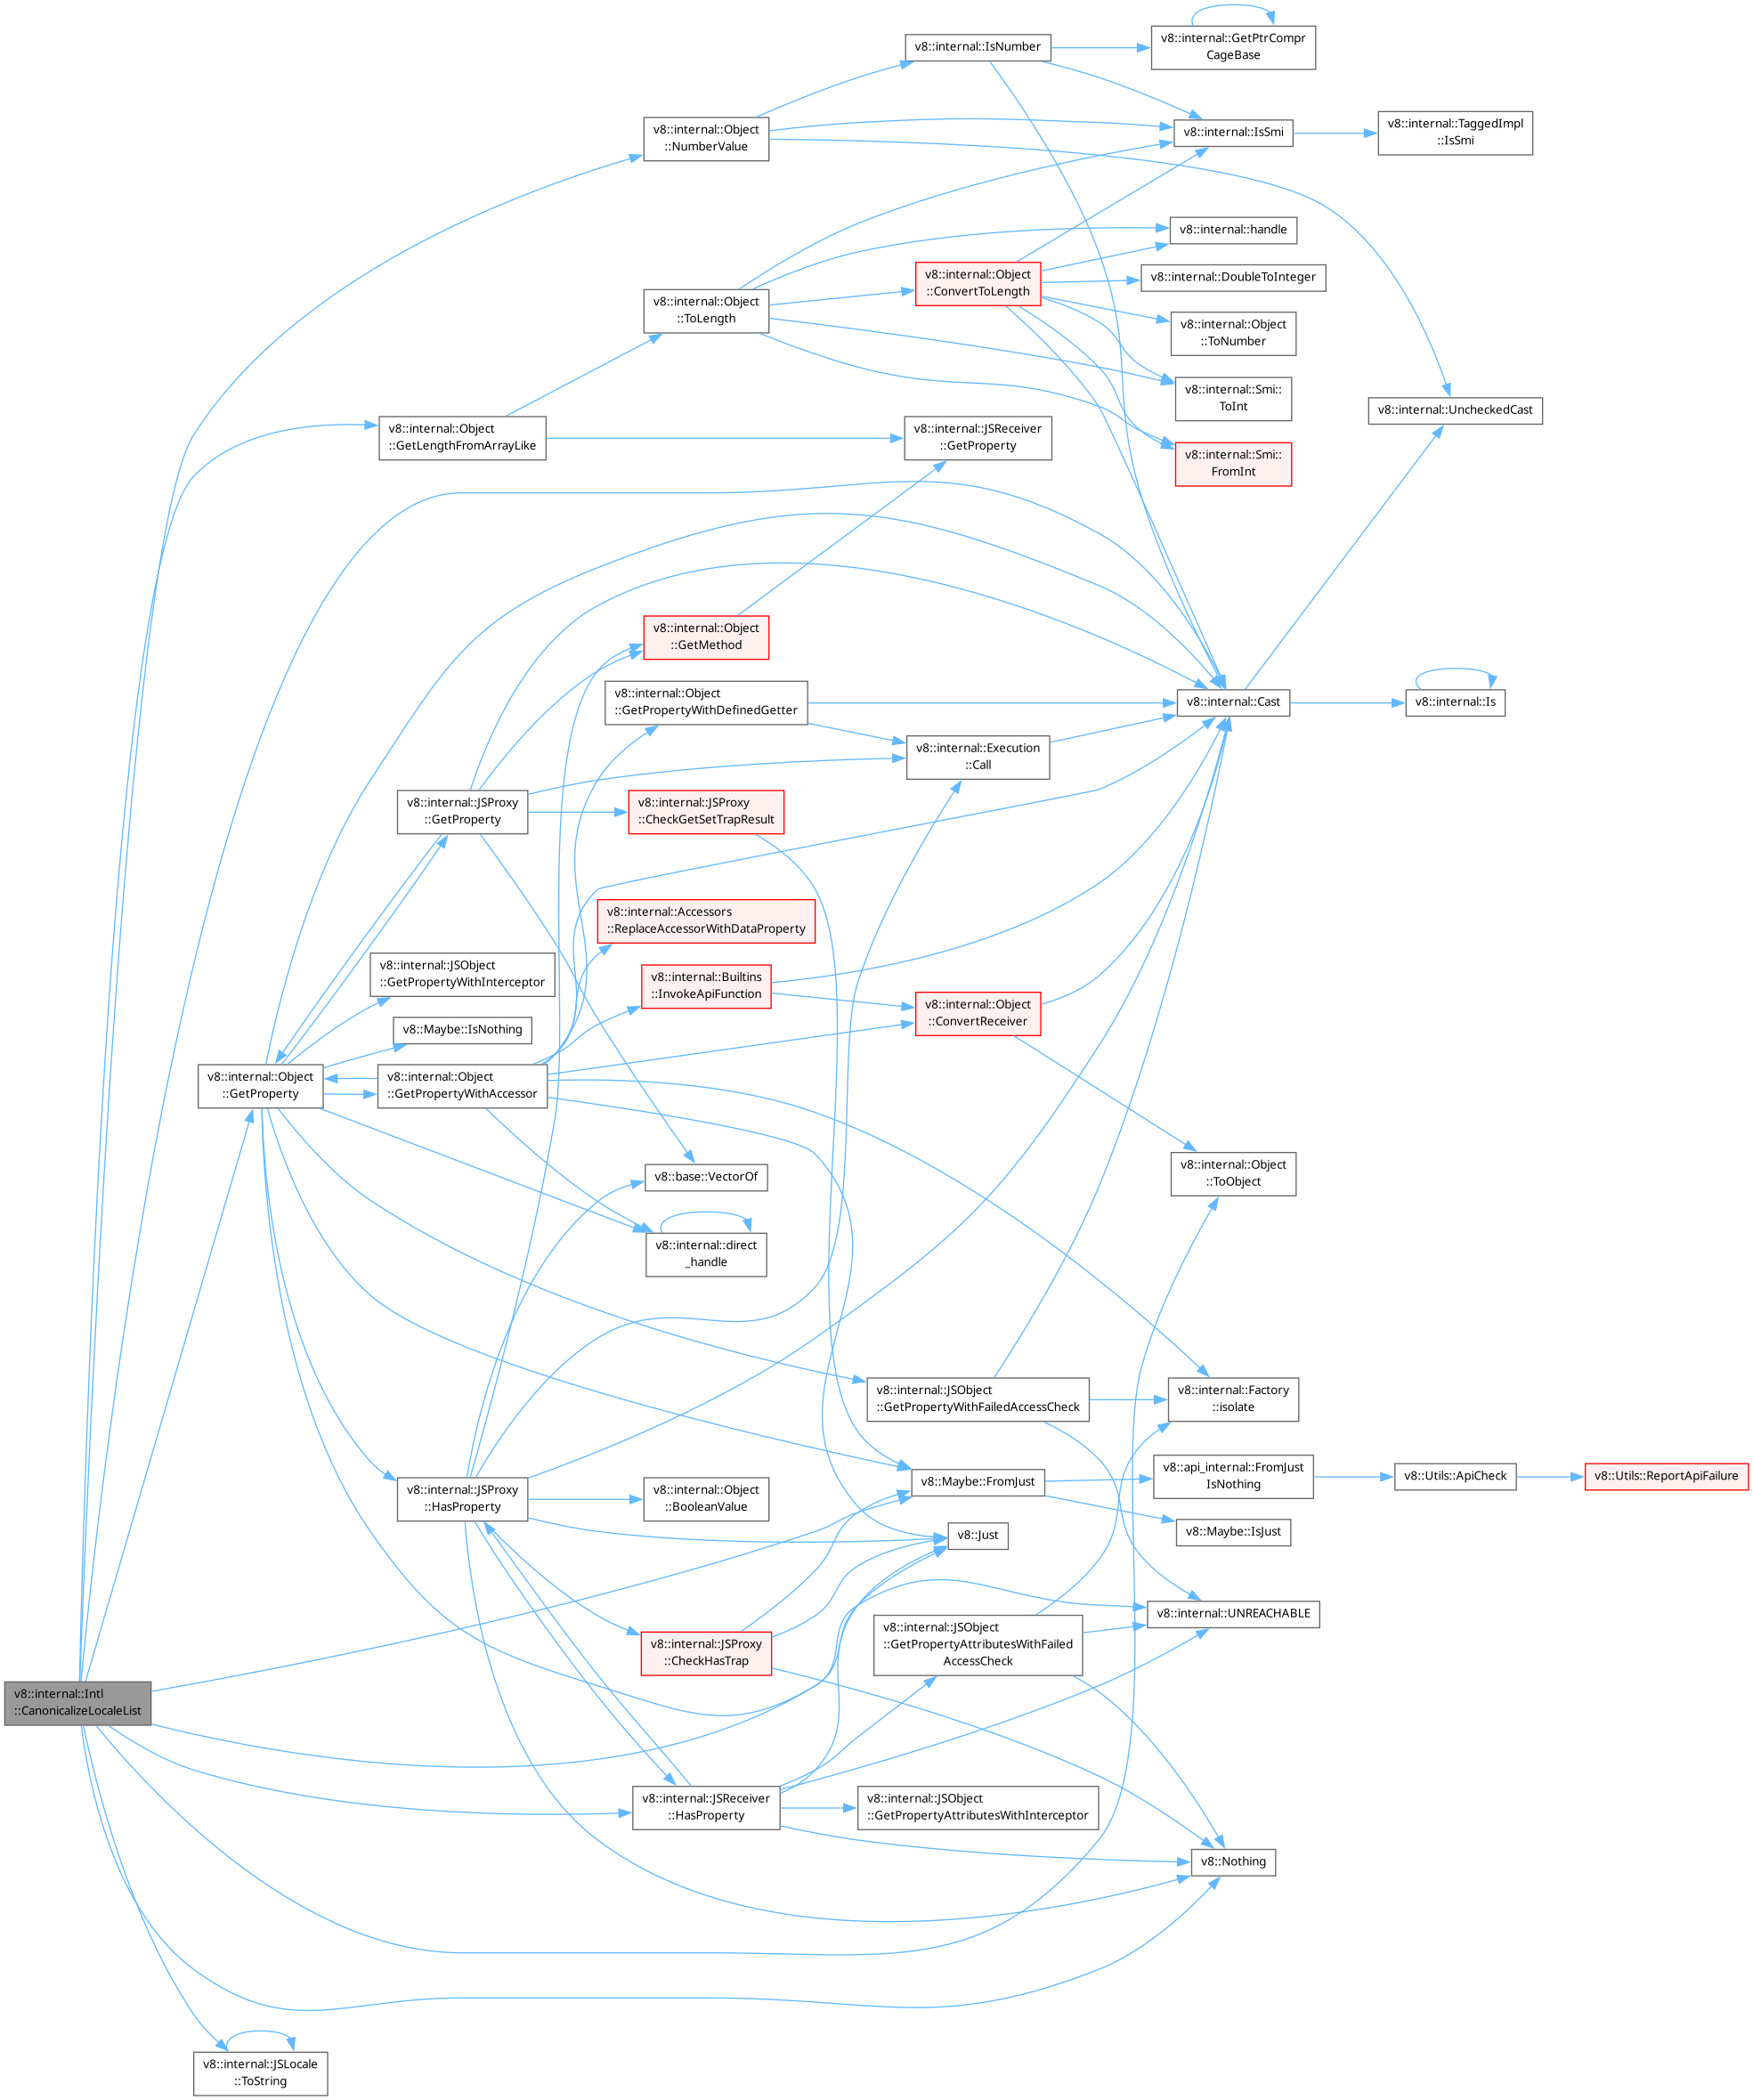 v8::internal::IsNumber
v8::internal::GetPtrCompr
CageBase
v8::internal::Object
::NumberValue
v8::internal::IsSmi
v8::internal::TaggedImpl
::IsSmi
v8::internal::handle
v8::internal::Object
::ConvertToLength
v8::internal::DoubleToInteger
v8::internal::Object
::ToLength
v8::internal::Object
::ToNumber
v8::internal::Smi::
ToInt
v8::internal::UncheckedCast
v8::internal::Object
::GetLengthFromArrayLike
v8::internal::JSReceiver
::GetProperty
v8::internal::Smi::
FromInt
v8::internal::Object
::GetMethod
v8::internal::Object
::GetPropertyWithDefinedGetter
v8::internal::Cast
v8::internal::Is
v8::internal::Execution
::Call
v8::internal::JSProxy
::GetProperty
v8::internal::JSProxy
::CheckGetSetTrapResult
v8::internal::Accessors
::ReplaceAccessorWithDataProperty
v8::internal::JSObject
::GetPropertyWithInterceptor
v8::internal::Builtins
::InvokeApiFunction
v8::internal::Object
::ConvertReceiver
v8::Maybe::IsNothing
v8::internal::Object
::GetProperty
v8::internal::Object
::GetPropertyWithAccessor
v8::base::VectorOf
v8::internal::Object
::ToObject
v8::internal::direct
_handle
v8::internal::JSObject
::GetPropertyWithFailedAccessCheck
v8::internal::Factory
::isolate
v8::internal::JSProxy
::HasProperty
v8::internal::Object
::BooleanValue
v8::Maybe::FromJust
v8::api_internal::FromJust
IsNothing
v8::Utils::ApiCheck
v8::Utils::ReportApiFailure
v8::Maybe::IsJust
v8::Just
v8::internal::UNREACHABLE
v8::internal::JSProxy
::CheckHasTrap
v8::internal::JSObject
::GetPropertyAttributesWithFailed
AccessCheck
v8::internal::Intl
::CanonicalizeLocaleList
v8::internal::JSReceiver
::HasProperty
v8::internal::JSObject
::GetPropertyAttributesWithInterceptor
v8::Nothing
v8::internal::JSLocale
::ToString